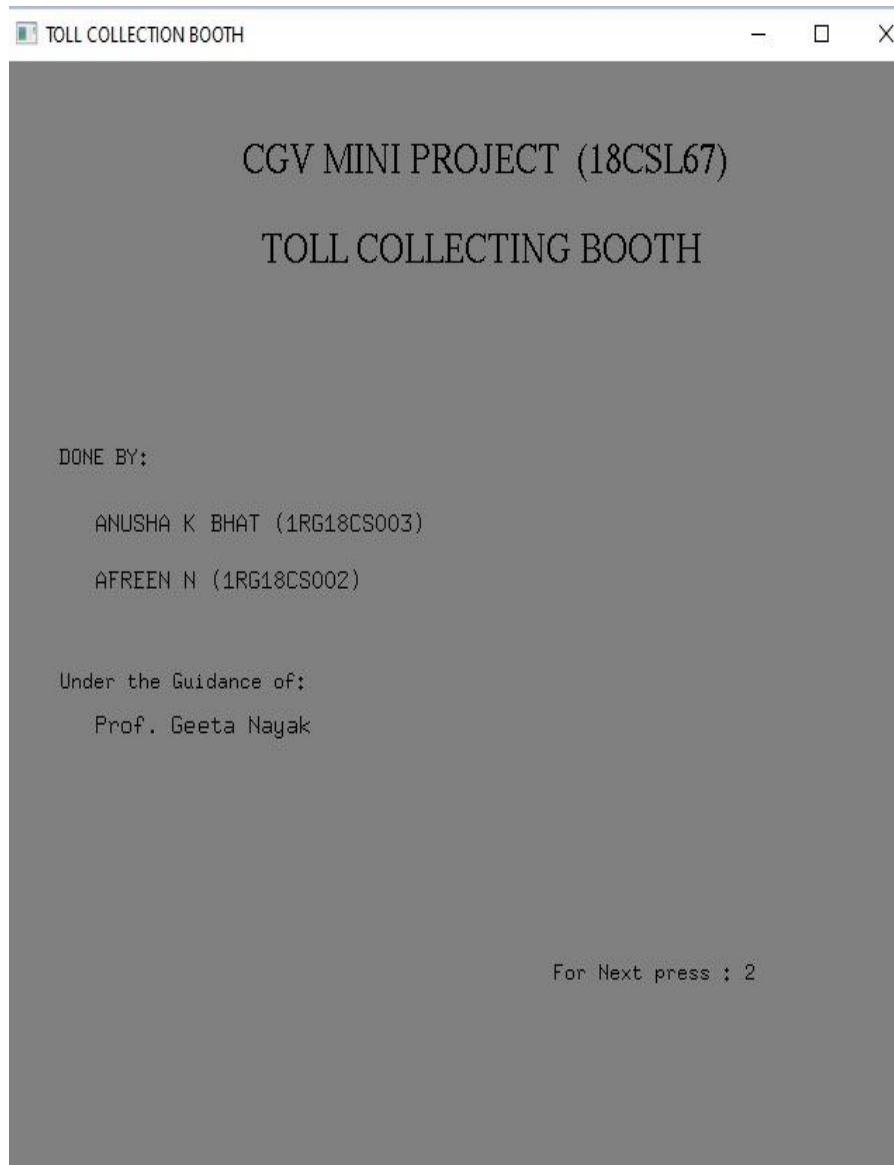 TOLL COLLECTION BOOTH
CGV MINI PROJECT (18CSL67)
TOLL COLLECTING BOOTH
DONE BY:
ANUSHA K BHAT (1RG18CS003)
AFREEN N (1RG18CS002)
Under the Guidance of:
Prof. Geeta Nayak
For Next press : 2